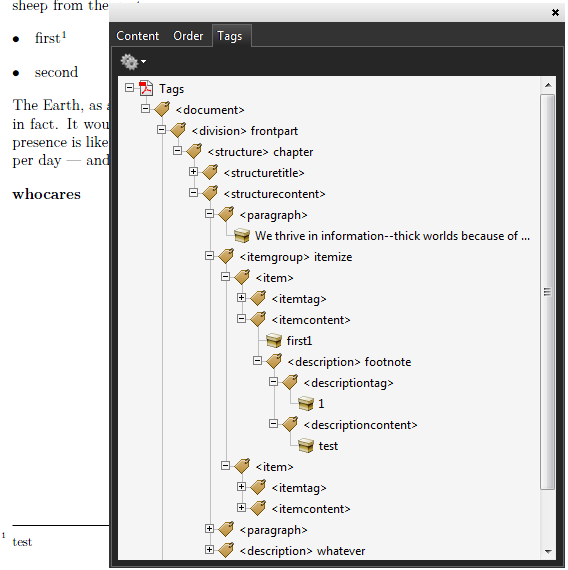 sheep from the
• first1
• second
The Earth, as
in fact. It wou
presence is like
per day — and
whocares
1
test
Content Order Tags
Tags
<document>
<division> frontpart
<structure> chapter
<structuretitle>
<structurecontent>
<paragraph>
We thrive in information--thick worlds because of ...
<itemgroup> itemize
<item>
<itemtag>
<itemcontent>
first1
<description> footnote
<descriptiontag>
1
<descriptioncontent>
test
<item>
<itemtag>
<itemcontent>
<paragraph>
<description> whatever